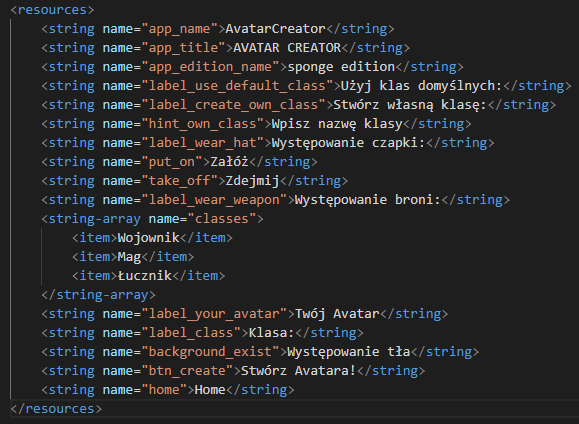 <resources>
    <string name="app_name">AvatarCreator</string>
    <string name="app_title">AVATAR CREATOR</string>
    <string name="app_edition_name">sponge edition</string>
    <string name="label_use_default_class">Użyj klas domyślnych:</string>
    <string name="label_create_own_class">Stwórz własną klasę:</string>
    <string name="hint_own_class">Wpisz nazwę klasy</string>
    <string name="label_wear_hat">Występowanie czapki:</string>
    <string name="put_on">Załóż</string>
    <string name="take_off">Zdejmij</string>
    <string name="label_wear_weapon">Występowanie broni:</string>
    <string-array name="classes">
        <item>Wojownik</item>
        <item>Mag</item>
        <item>Łucznik</item>
    </string-array>
    <string name="label_your_avatar">Twój Avatar</string>
    <string name="label_class">Klasa:</string>
    <string name="background_exist">Występowanie tła</string>
    <string name="btn_create">Stwórz Avatara!</string>
    <string name="home">Home</string>
</resources>